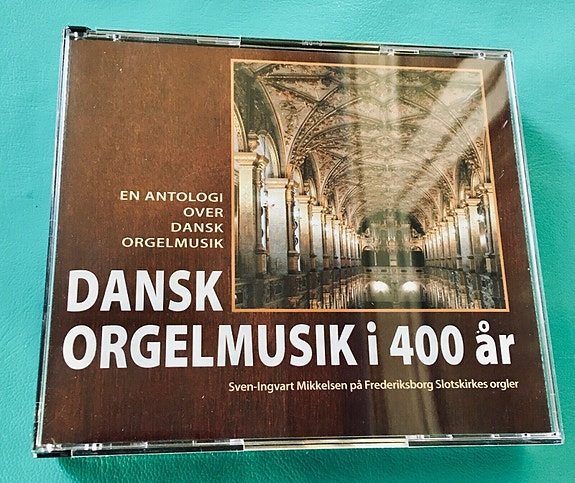 EN ANTOLOGI
OVER
DANSK
ORGELMUSIK
DANSK
ORGELMUSIK i 400 år
Sven-Ingvart Mikkelsen på Frederiksborg Slotskirkes orgler